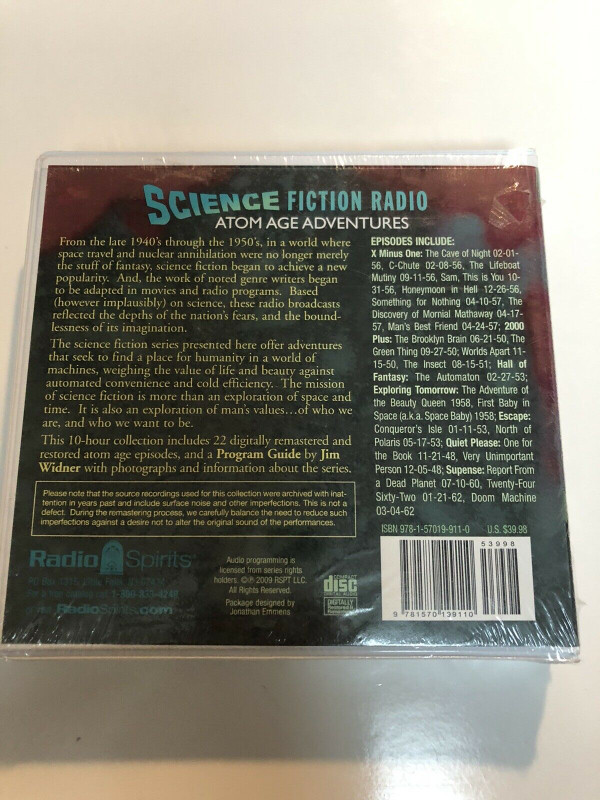 SCIENCE FICTION RADIO
ATOM AGE ADVENTURES
From the late 1940's through the 1950's, in a world where
space travel and nuclear annihilation were no longer merely
the stuff of fantasy, science fiction began to achieve a new
popularity. And, the work of noted genre writers began
to be adapted in movies and radio programs. Based
(however implausibly) on science, these radio broadcasts
reflected the depths of the nation's fears, and the bound-
lessness of its imagination.
The science fiction series presented here offer adventures
that seek to find a place for humanity in a world of
machines, weighing the value of life and beauty against
automated convenience and cold efficiency. The mission
of science fiction is more than an exploration of space and
time. It is also an exploration of man's values...of who we
are, and who we want to be.
This 10-hour collection includes 22 digitally remastered and
restored atom age episodes, and a Program Guide by Jim
Widner with photographs and information about the series.
Please note that the source recordings used for this collection were archived with inat-
tention in years past and include surface noise and other imperfections. This is not a
defect. During the remastering process, we carefully balance the need to reduce such
imperfections against a desire not to alter the original sound of the performances.
EPISODES INCLUDE:
X Minus One: The Cave of Night 02-01-
56, C-Chute 02-08-56, The Lifeboat
Mutiny 09-11-56, Sam, This is You 10-
31-56, Honeymoon in Hell 12-26-56,
Something for Nothing 04-10-57, The
Discovery of Mornial Mathaway 04-17-
57, Man's Best Friend 04-24-57; 2000
Plus: The Brooklyn Brain 06-21-50, The
Green Thing 09-27-50; Worlds Apart 11-
15-50, The Insect 08-15-51; Hall of
Fantasy: The Automaton 02-27-53;
Exploring Tomorrow: The Adventure of
the Beauty Queen 1958, First Baby in
Space (a.k.a. Space Baby) 1958; Escape:
Conqueror's Isle 01-11-53, North of
Polaris 05-17-53; Quiet Please: One for
the Book 11-21-48, Very Unimportant
Person 12-05-48; Supense: Report From
a Dead Planet 07-10-60, Twenty-Four
Sixty-Two 01-21-62, Doom Machine
03-04-62
ISBN 978-1-57019-911-0 U.S. $39.98
53998
9 781570 139110
Radio Spirits
PO Box
1-800-833-4248
www.RadioSpirits.com
Audio programming is
licensed from series rights
holders. ©℗ 2009 RSPT LLC.
All Rights Reserved.
Package designed by
Jonathan Emmens
COMPACT
disc
DIGITAL AUDIO
DIGITALLY